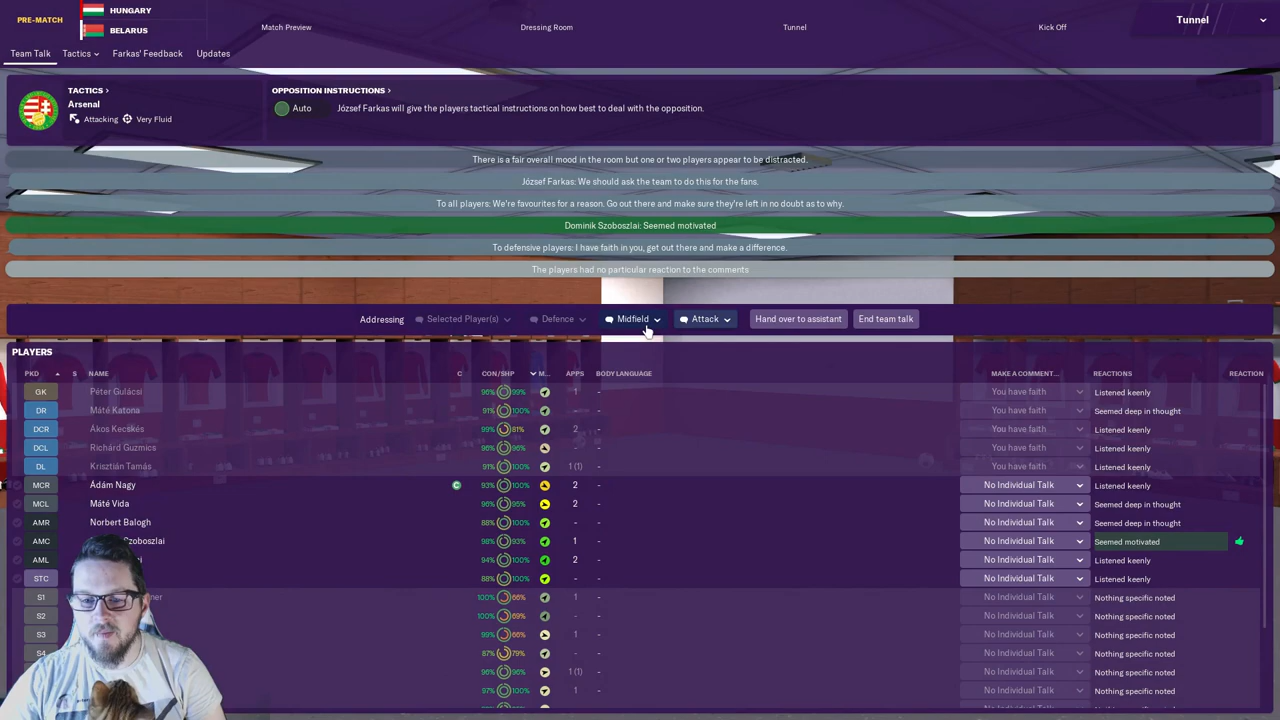 PRE-MATCH
HUNGARY
BELARUS
Match Preview
Dressing Room
Tunnel
Kick Off
Tunnel
Team Talk
Tactics
Farkas' Feedback
Updates
TACTICS >
Arsenal
Attacking Very Fluid
OPPOSITION INSTRUCTIONS >
Auto József Farkas will give the players tactical instructions on how best to deal with the opposition.
There is a fair overall mood in the room but one or two players appear to be distracted.
József Farkas: We should ask the team to do this for the fans.
To all players: We're favourites for a reason. Go out there and make sure they're left in no doubt as to why.
Dominik Szoboszlai: Seemed motivated
To defensive players: I have faith in you, get out there and make a difference.
The players had no particular reaction to the comments
Addressing Selected Player(s) Defence Midfield Attack Hand over to assistant End team talk
PLAYERS
PKD S NAME C CON/SHP M... APPS BODY LANGUAGE MAKE A COMMENT... REACTIONS REACTION
GK Péter Gulácsi 96% 99% 1 - You have faith Listened keenly
DR Máté Katona 91% 100% - - You have faith Seemed deep in thought
DCR Ákos Kecskés 99% 81% 2 - You have faith Listened keenly
DCL Richárd Guzmics 96% 96% - - You have faith Listened keenly
DL Krisztián Tamás 91% 100% 1 (1) - You have faith Listened keenly
MCR Ádám Nagy C 93% 100% 2 - No Individual Talk Listened keenly
MCL Máté Vida 96% 95% 2 - No Individual Talk Seemed deep in thought
AMR Norbert Balogh 88% 100% - - No Individual Talk Seemed deep in thought
AMC Szoboszlai 98% 93% 1 - No Individual Talk Seemed motivated
AML 94% 100% 2 - No Individual Talk Listened keenly
STC 88% 100% - - No Individual Talk Listened keenly
S1 ner 100% 66% 1 - No Individual Talk Nothing specific noted
S2 100% 69% - - No Individual Talk Nothing specific noted
S3 99% 66% 1 - No Individual Talk Nothing specific noted
S4 87% 79% - - No Individual Talk Nothing specific noted
96% 96% 1 (1) - No Individual Talk Nothing specific noted
97% 100% 1 - No Individual Talk Nothing specific noted